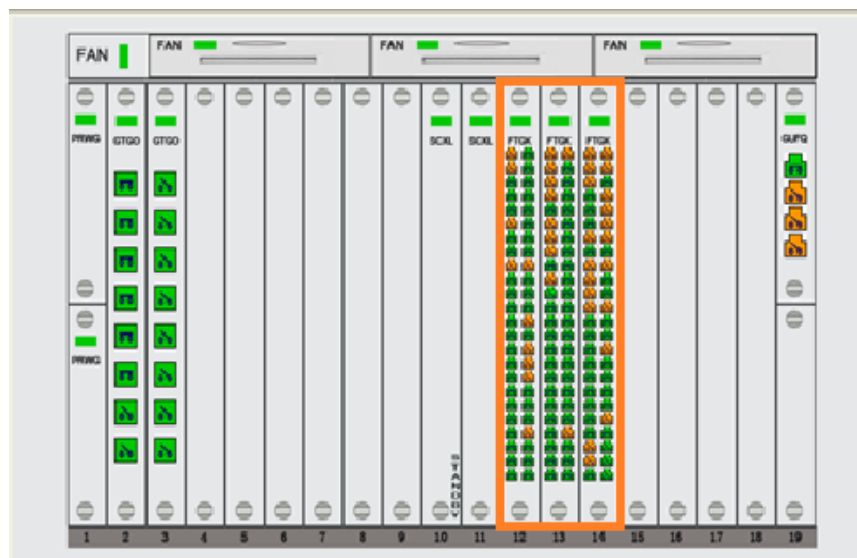 FAN
FAN
FAN
FAN
PRWG
GTGO
GTGO
SCXL
SCXL
FTGK
FTGK
FTGK
GUFQ
PRWG
STANDBY
1 2 3 4 5 6 7 8 9 10 11 12 13 14 15 16 17 18 19